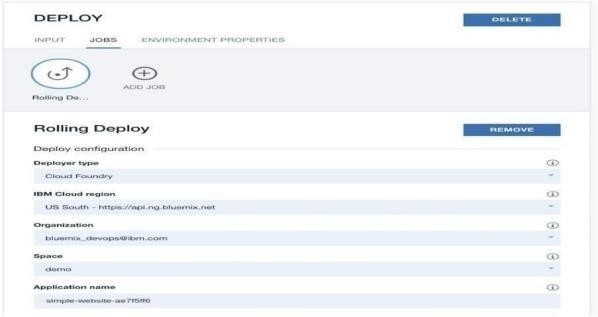 DEPLOY
DELETE
INPUT JOBS ENVIRONMENT PROPERTIES
Rolling De...
ADD JOB
Rolling Deploy
REMOVE
Deploy configuration
Deployer type
Cloud Foundry
IBM Cloud region
US South - https://api.ng.bluemix.net
Organization
bluemix_devops@ibm.com
Space
demo
Application name
simple-website-ae7f5ff6